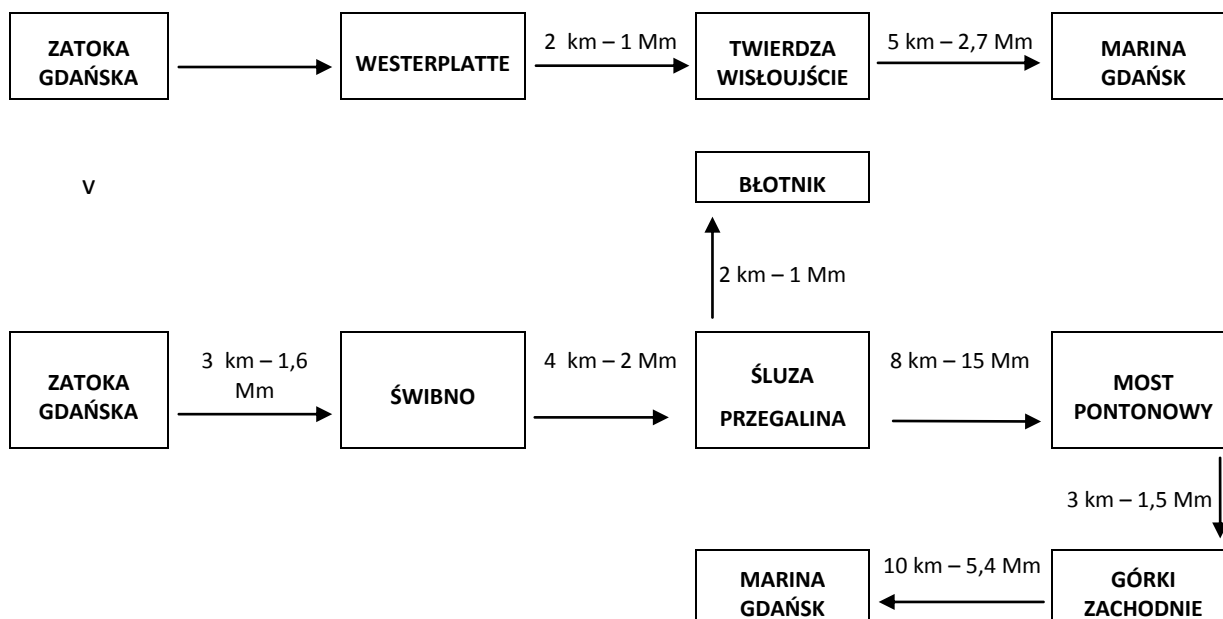 ZATOKA
GDAŃSKA
WESTERPLATTE
2 km – 1 Mm
TWIERDZA
WISŁOUJŚCIE
5 km – 2,7 Mm
MARINA
GDAŃSK
v
BŁOTNIK
2 km – 1 Mm
ZATOKA
GDAŃSKA
3 km – 1,6
Mm
ŚWIBNO
4 km – 2 Mm
ŚLUZA
PRZEGALINA
8 km – 15 Mm
MOST
PONTONOWY
3 km – 1,5 Mm
MARINA
GDAŃSK
10 km – 5,4 Mm
GÓRKI
ZACHODNIE